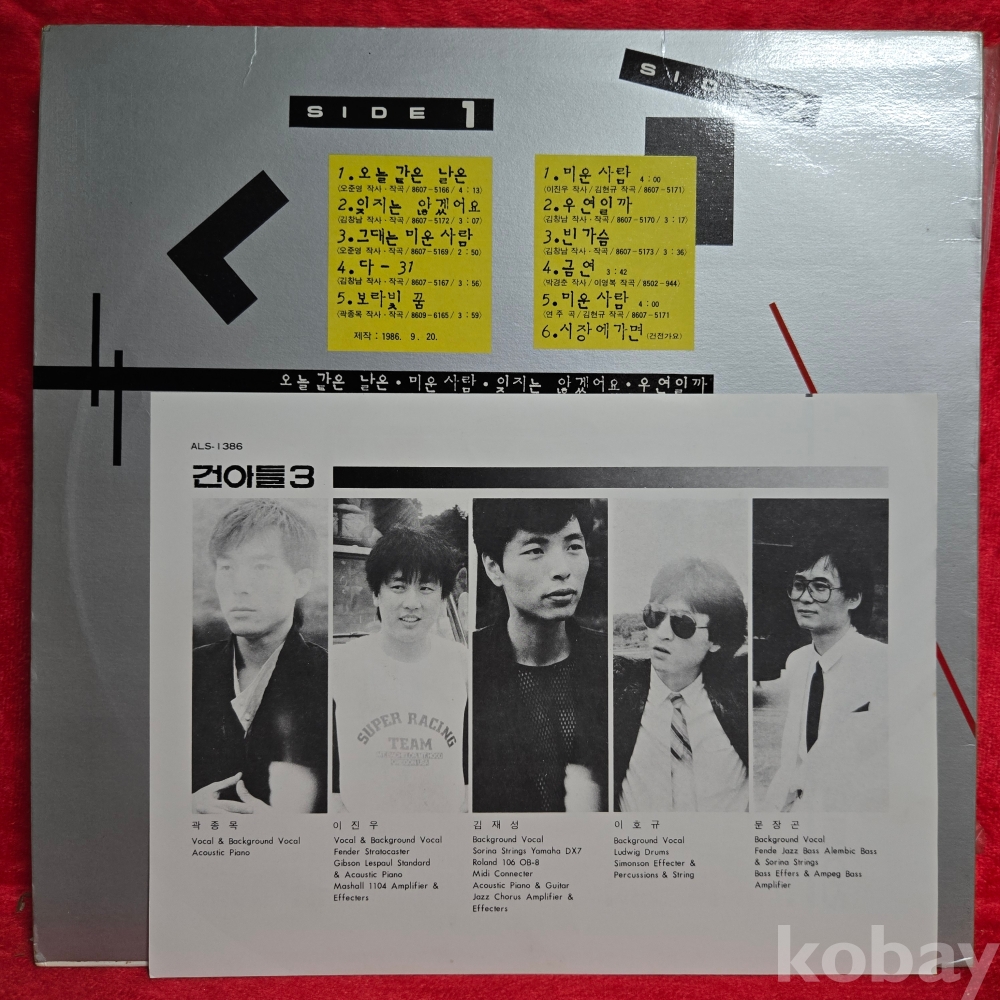 SIDE 1
1.오늘 같은 날은
(오준영 작사·작곡/8607-5166/4:13)
2.잊지는 않겠어요
(김창남 작사·작곡/8607-5172/3:07)
3.그대는 미운 사람
(오준영 작사·작곡/8607-5169/2:50)
4.다-31
(김창남 작사·작곡/8607-5167/3:56)
5.보라빛 꿈
(곽종목 작사·작곡/8609-6165/3:59)
제작:1986. 9. 20.
SID
1.미운 사람 4:00
(이진우 작사/김현규 작곡/8607-5171)
2.우연일까
(김창남 작사·작곡/8607-5170/3:17)
3.빈가슴
(김창남 작사·작곡/8607-5173/3:36)
4.금연 3:42
(박경준 작사/이영복 작곡/8502-944)
5.미운사람 4:00
(연주곡/김현규 작곡/8607-5171
6.시장에가면(건전가요)
오늘 같은 날은·미운 사람·잊지는 않겠어요·우연일까
ALS-1386
건아들3
SUPER RACING
TEAM
곽종목
Vocal & Background Vocal
Acoustic Piano
이진우
Vocal & Background Vocal
Fender Stratocaster
Gibson Lespaul Standard
& Acoustic Piano
Mashall 1104 Amplifier &
Effecters
김재성
Background Vocal
Sorina Strings Yamaha DX7
Roland 106 OB-8
Midi Connecter
Acoustic Piano & Guitar
Jazz Chorus Amplifier &
Effecters
이호규
Background Vocal
Ludwig Drums
Simonson Effecter &
Percussions & String
문장곤
Background Vocal
Fende Jazz Bass Alembic Bass
& Sorina Strings
Bass Effers & Ampeg Bass
Amplifier
kobay